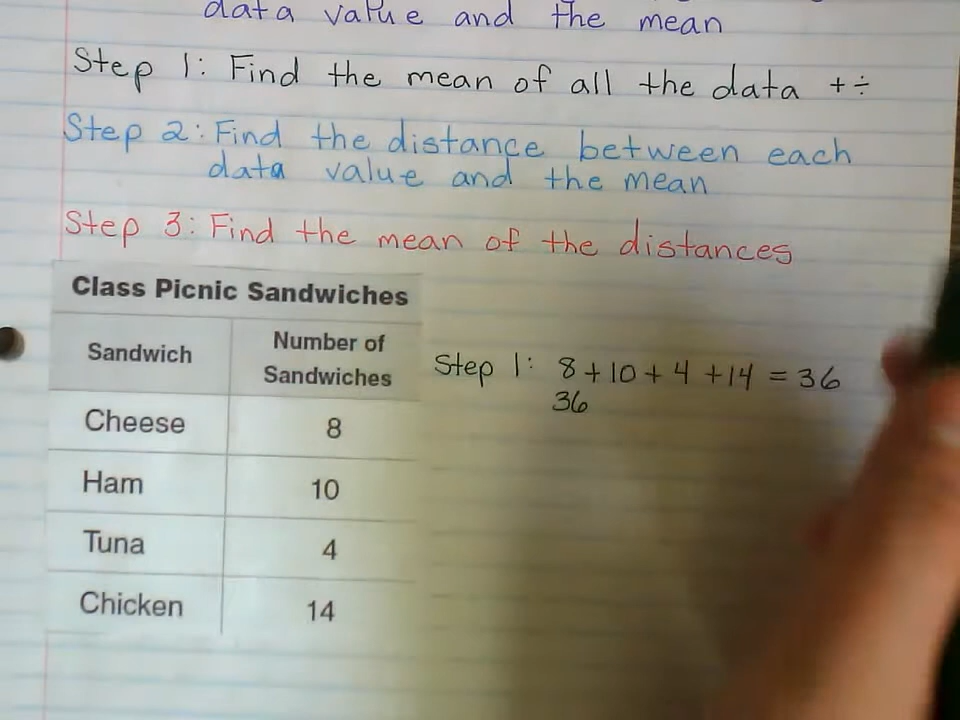 data value and the mean
Step 1: Find the mean of all the data +÷
Step 2: Find the distance between each
data value and the mean
Step 3: Find the mean of the distances
Class Picnic Sandwiches
Sandwich Number of Sandwiches
Cheese 8
Ham 10
Tuna 4
Chicken 14
Step 1: 8+10+4+14=36
36